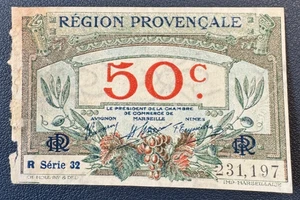 RÉGION PROVENÇALE
50c.
LE PRÉSIDENT DE LA CHAMBRE
DE COMMERCE DE
AVIGNON MARSEILLE NIMES
R Série 32
231,197